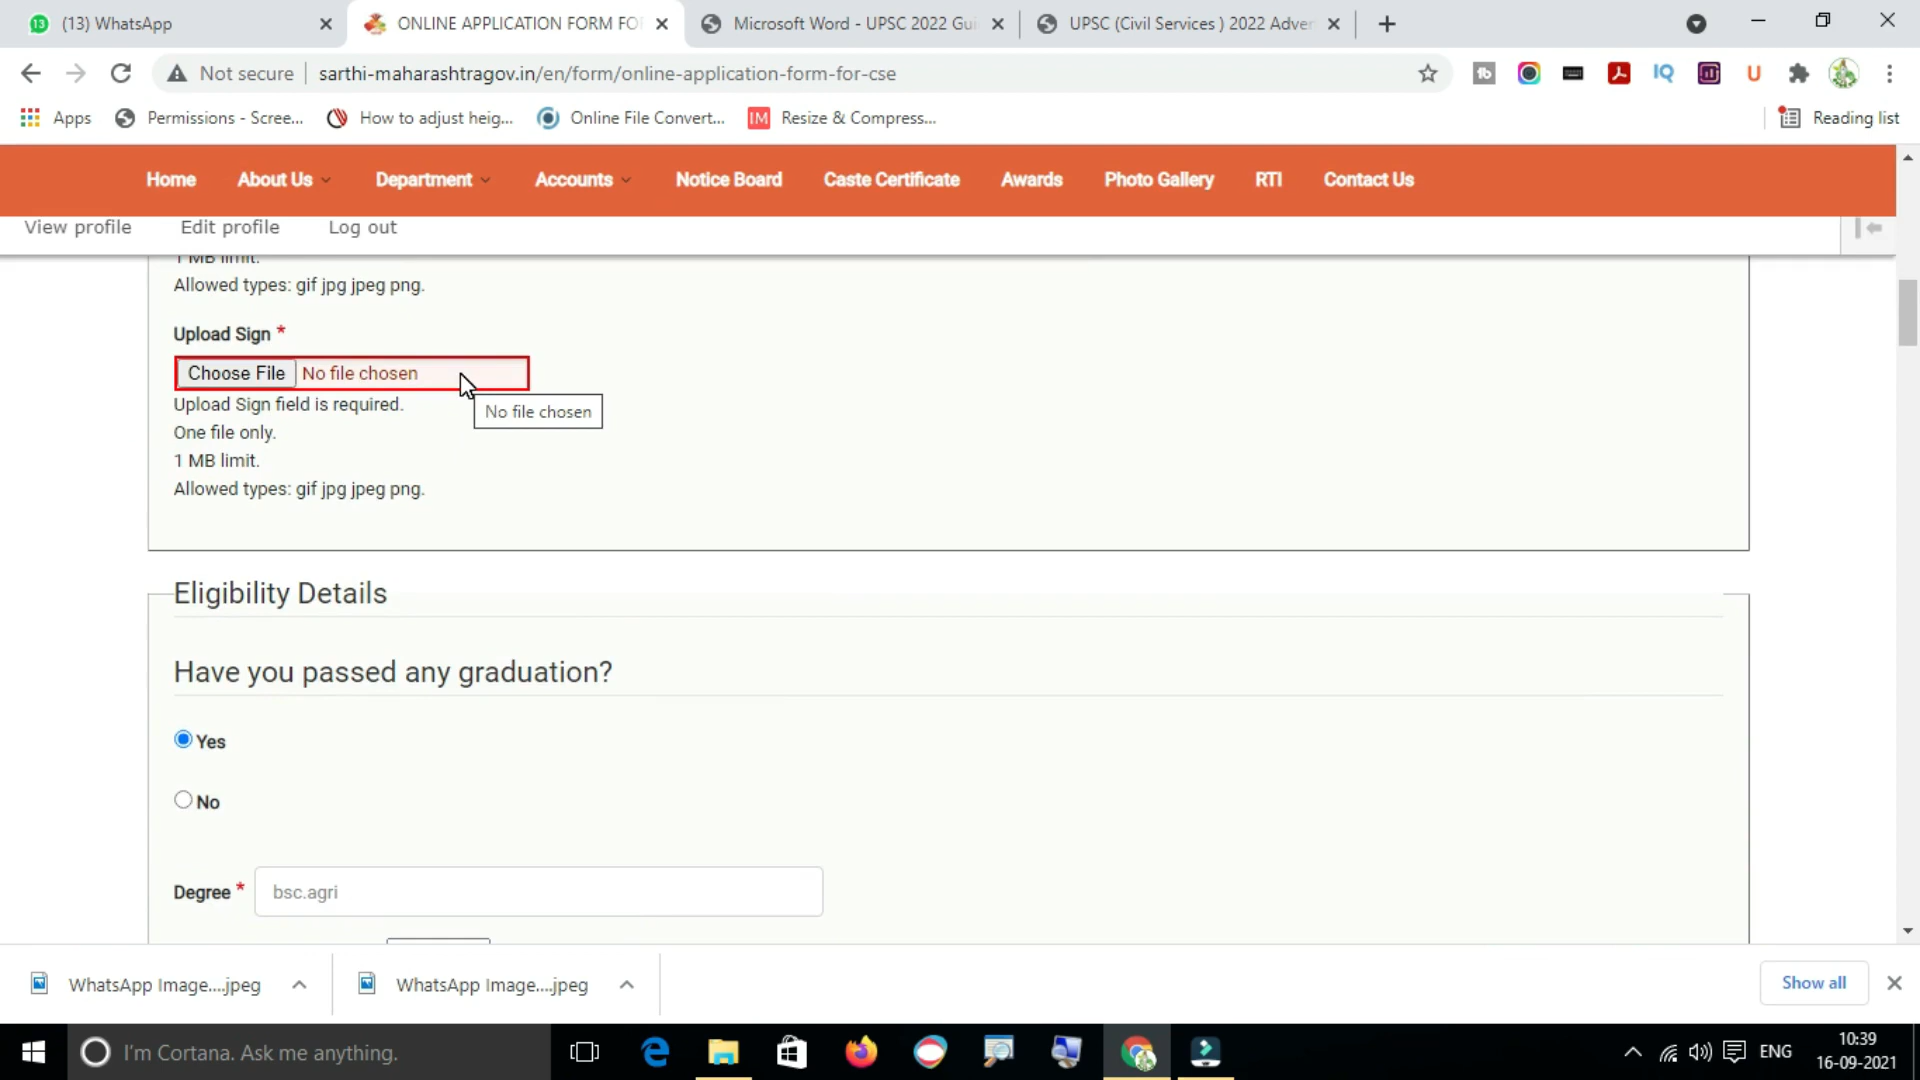 (13) WhatsApp
ONLINE APPLICATION FORM FO
Microsoft Word - UPSC 2022 Gui
UPSC (Civil Services ) 2022 Adver
Not secure
sarthi-maharashtragov.in/en/form/online-application-form-for-cse
Apps
Permissions - Scree...
How to adjust heig...
Online File Convert...
IM
Resize & Compress...
Reading list
Home
About Us
Department
Accounts
Notice Board
Caste Certificate
Awards
Photo Gallery
RTI
Contact Us
View profile
Edit profile
Log out
1 MB limit.
Allowed types: gif jpg jpeg png.
Upload Sign *
Choose File No file chosen
No file chosen
Upload Sign field is required.
One file only.
1 MB limit.
Allowed types: gif jpg jpeg png.
Eligibility Details
Have you passed any graduation?
Yes
No
Degree * bsc.agri
WhatsApp Image....jpeg
WhatsApp Image....jpeg
Show all
I'm Cortana. Ask me anything.
ENG
10:39
16-09-2021